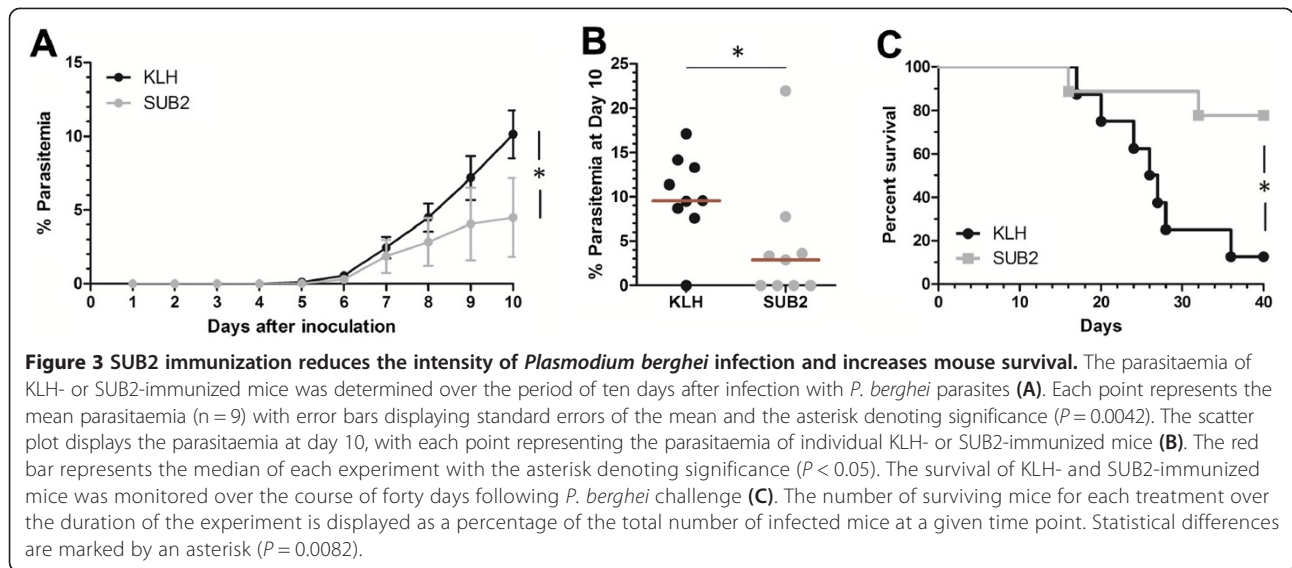 A
15
10
5
0
% Parasitemia
KLH
SUB2
*
0 1 2 3 4 5 6 7 8 9 10
Days after inoculation
B
25
20
15
10
5
0
% Parasitemia at Day 10
*
KLH SUB2
C
100
80
60
40
20
0
Percent survival
KLH
SUB2
*
0 10 20 30 40
Days
Figure 3 SUB2 immunization reduces the intensity of Plasmodium berghei infection and increases mouse survival. The parasitaemia of
KLH- or SUB2-immunized mice was determined over the period of ten days after infection with P. berghei parasites (A). Each point represents the
mean parasitaemia (n = 9) with error bars displaying standard errors of the mean and the asterisk denoting significance (P = 0.0042). The scatter
plot displays the parasitaemia at day 10, with each point representing the parasitaemia of individual KLH- or SUB2-immunized mice (B). The red
bar represents the median of each experiment with the asterisk denoting significance (P < 0.05). The survival of KLH- and SUB2-immunized
mice was monitored over the course of forty days following P. berghei challenge (C). The number of surviving mice for each treatment over
the duration of the experiment is displayed as a percentage of the total number of infected mice at a given time point. Statistical differences
are marked by an asterisk (P = 0.0082).